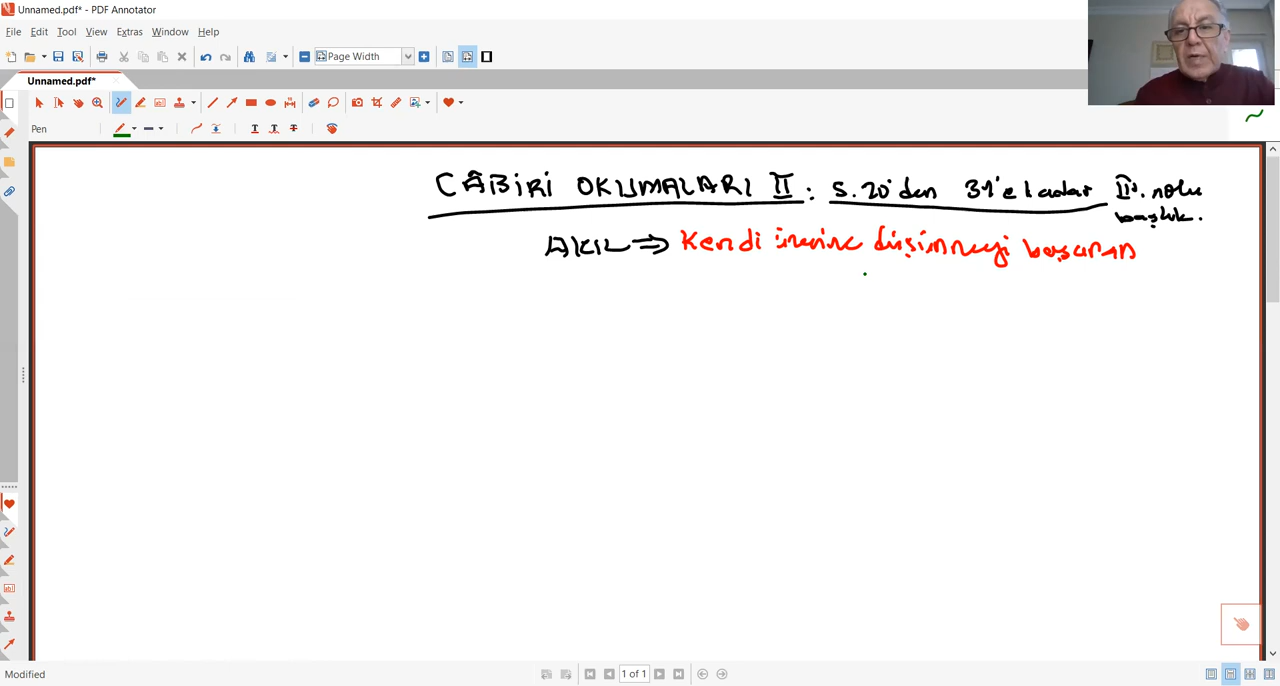 Unnamed.pdf* - PDF Annotator
File Edit Tool View Extras Window Help
Page Width
Unnamed.pdf*
Pen
CÂBİRİ OKUMALARI II : S. 20'den 31'e kadar II. nolu
başlık.
AKIL ⇒ Kendi üzerine düşünmeyi başaran
1 of 1
Modified